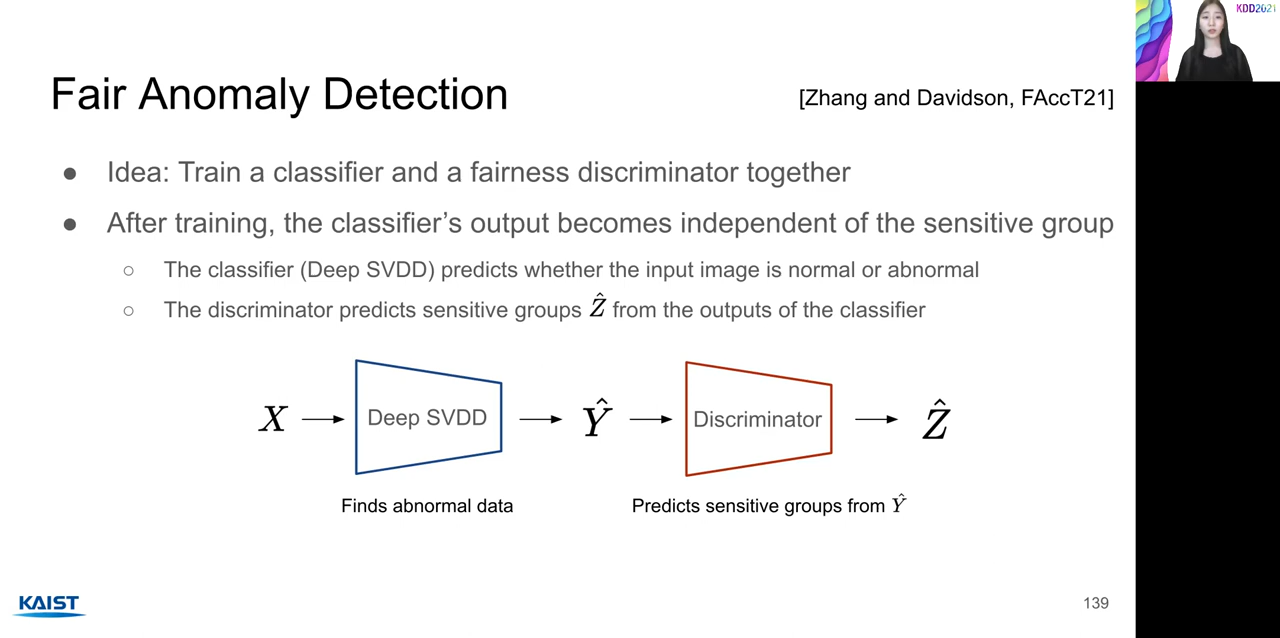 KDD2021
Fair Anomaly Detection
[Zhang and Davidson, FAccT21]
● Idea: Train a classifier and a fairness discriminator together
● After training, the classifier's output becomes independent of the sensitive group
○ The classifier (Deep SVDD) predicts whether the input image is normal or abnormal
○ The discriminator predicts sensitive groups Ẑ from the outputs of the classifier
X → Deep SVDD → Ŷ → Discriminator → Ẑ
Finds abnormal data
Predicts sensitive groups from Ŷ
KAIST
139